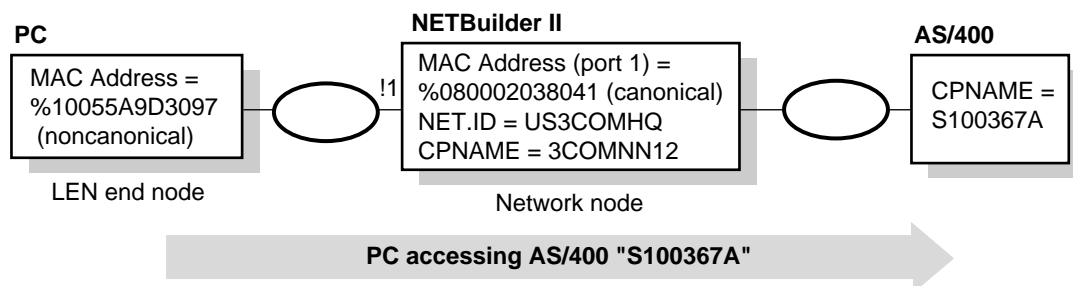 PC
MAC Address =
%10055A9D3097
(noncanonical)
LEN end node
!1
NETBuilder II
MAC Address (port 1) =
%080002038041 (canonical)
NET.ID = US3COMHQ
CPNAME = 3COMNN12
Network node
AS/400
CPNAME =
S100367A
PC accessing AS/400 "S100367A"